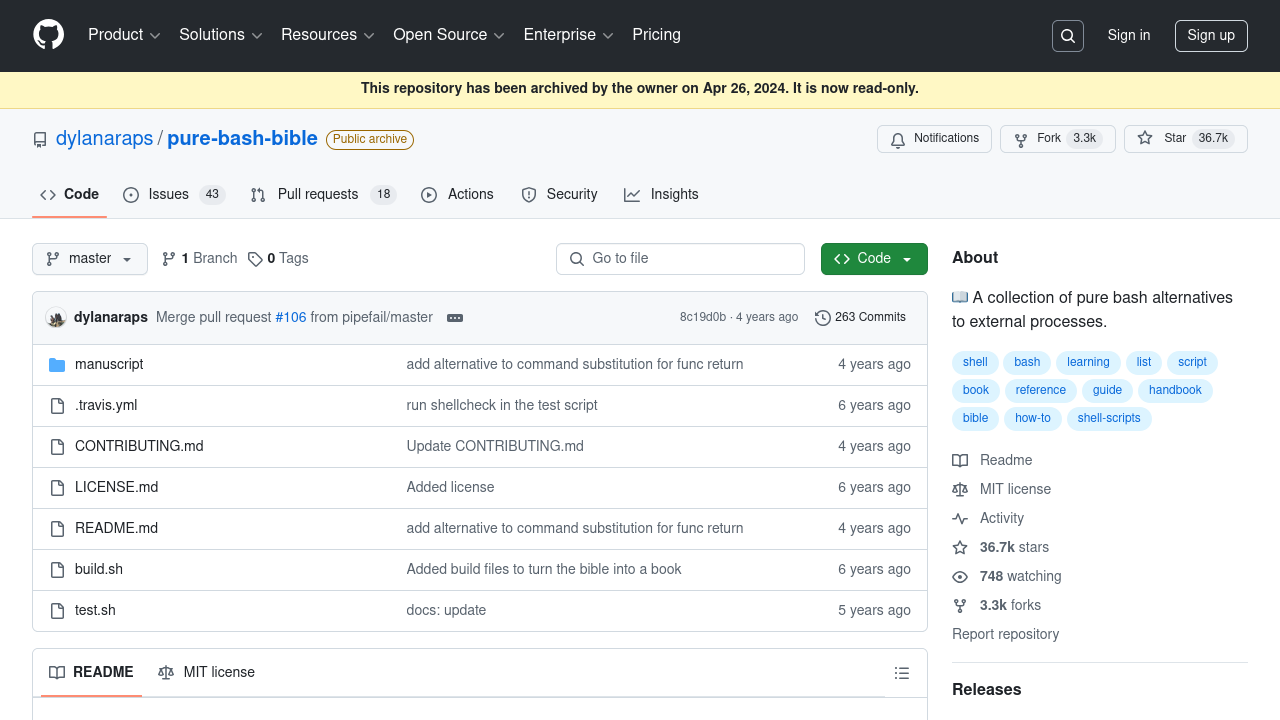 Product Solutions Resources Open Source Enterprise Pricing Sign in Sign up
This repository has been archived by the owner on Apr 26, 2024. It is now read-only.
dylanaraps / pure-bash-bible Public archive Notifications Fork 3.3k Star 36.7k
Code Issues 43 Pull requests 18 Actions Security Insights
master 1 Branch 0 Tags Go to file Code
dylanaraps Merge pull request #106 from pipefail/master 8c19d0b · 4 years ago 263 Commits
manuscript add alternative to command substitution for func return 4 years ago
.travis.yml run shellcheck in the test script 6 years ago
CONTRIBUTING.md Update CONTRIBUTING.md 4 years ago
LICENSE.md Added license 6 years ago
README.md add alternative to command substitution for func return 4 years ago
build.sh Added build files to turn the bible into a book 6 years ago
test.sh docs: update 5 years ago
README MIT license
About
A collection of pure bash alternatives
to external processes.
shell bash learning list script
book reference guide handbook
bible how-to shell-scripts
Readme
MIT license
Activity
36.7k stars
748 watching
3.3k forks
Report repository
Releases